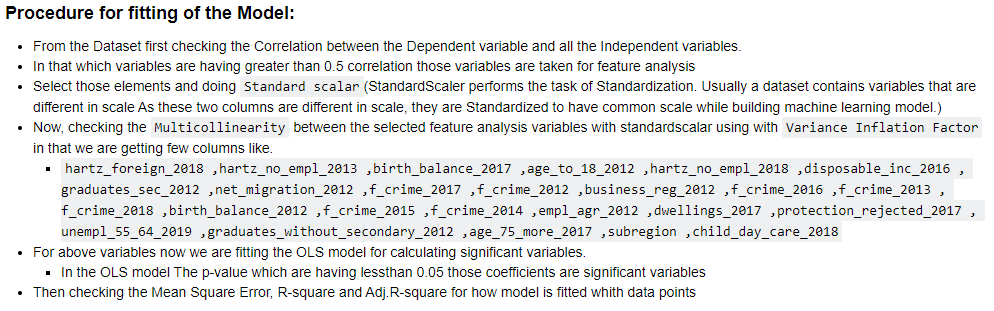 Procedure for fitting of the Model:
From the Dataset first checking the Correlation between the Dependent variable and all the Independent variables.
In that which variables are having greater than 0.5 correlation those variables are taken for feature analysis
Select those elements and doing Standard scalar (StandardScaler performs the task of Standardization. Usually a dataset contains variables that are
different in scale As these two columns are different in scale, they are Standardized to have common scale while building machine learning model.)
Now, checking the Multicollinearity between the selected feature analysis variables with standardscalar using with Variance Inflation Factor
in that we are getting few columns like.
hartz_foreign_2018 ,hartz_no_empl_2013 ,birth_balance_2017 ,age_to_18_2012 ,hartz_no_empl_2018 ,disposable_inc_2016 ,
graduates_sec_2012 ,net_migration_2012 ,f_crime_2017 ,f_crime_2012 ,business_reg_2012 ,f_crime_2016 ,f_crime_2013 ,
f_crime_2018 ,birth_balance_2012 ,f_crime_2015 ,f_crime_2014 ,empl_agr_2012 ,dwellings_2017 ,protection_rejected_2017 ,
unempl_55_64_2019 ,graduates_without_secondary_2012 ,age_75_more_2017 ,subregion ,child_day_care_2018
For above variables now we are fitting the OLS model for calculating significant variables.
In the OLS model The p-value which are having lessthan 0.05 those coefficients are significant variables
Then checking the Mean Square Error, R-square and Adj.R-square for how model is fitted whith data points